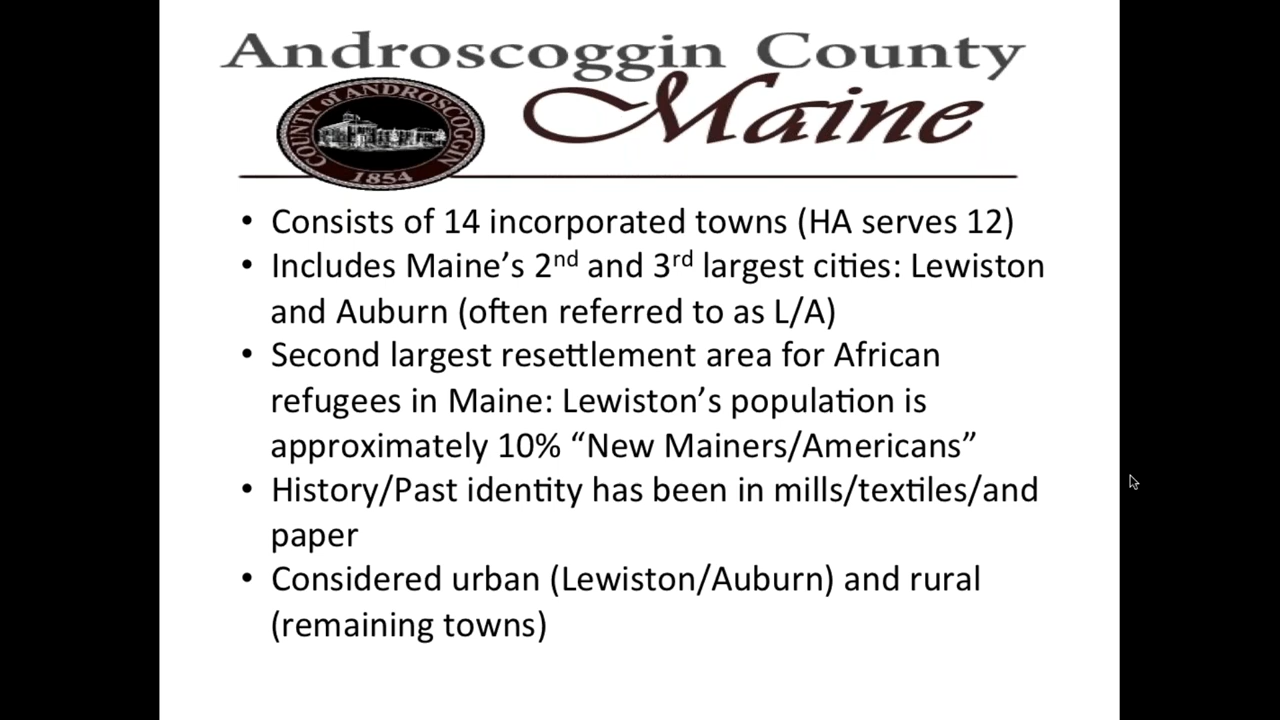 Androscoggin County
Maine
COUNTY of ANDROSCOGGIN
1854
• Consists of 14 incorporated towns (HA serves 12)
• Includes Maine’s 2nd and 3rd largest cities: Lewiston
and Auburn (often referred to as L/A)
• Second largest resettlement area for African
refugees in Maine: Lewiston’s population is
approximately 10% “New Mainers/Americans”
• History/Past identity has been in mills/textiles/and
paper
• Considered urban (Lewiston/Auburn) and rural
(remaining towns)